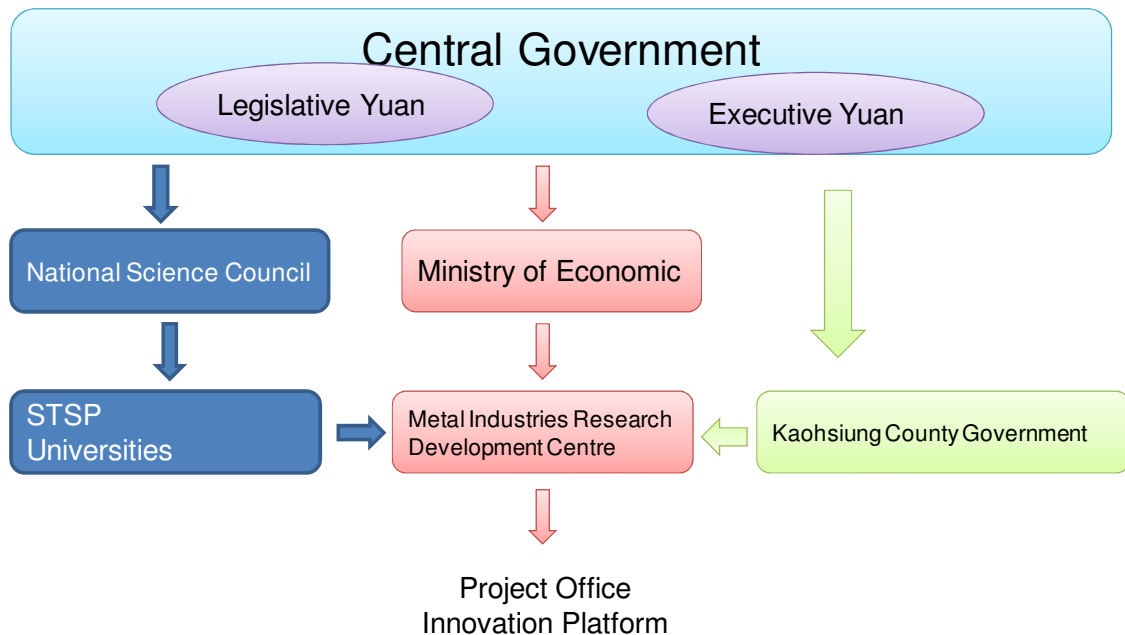 Central Government
Legislative Yuan
Executive Yuan
National Science Council
Ministry of Economic
STSP
Universities
Metal Industries Research
Development Centre
Kaohsiung County Government
Project Office
Innovation Platform